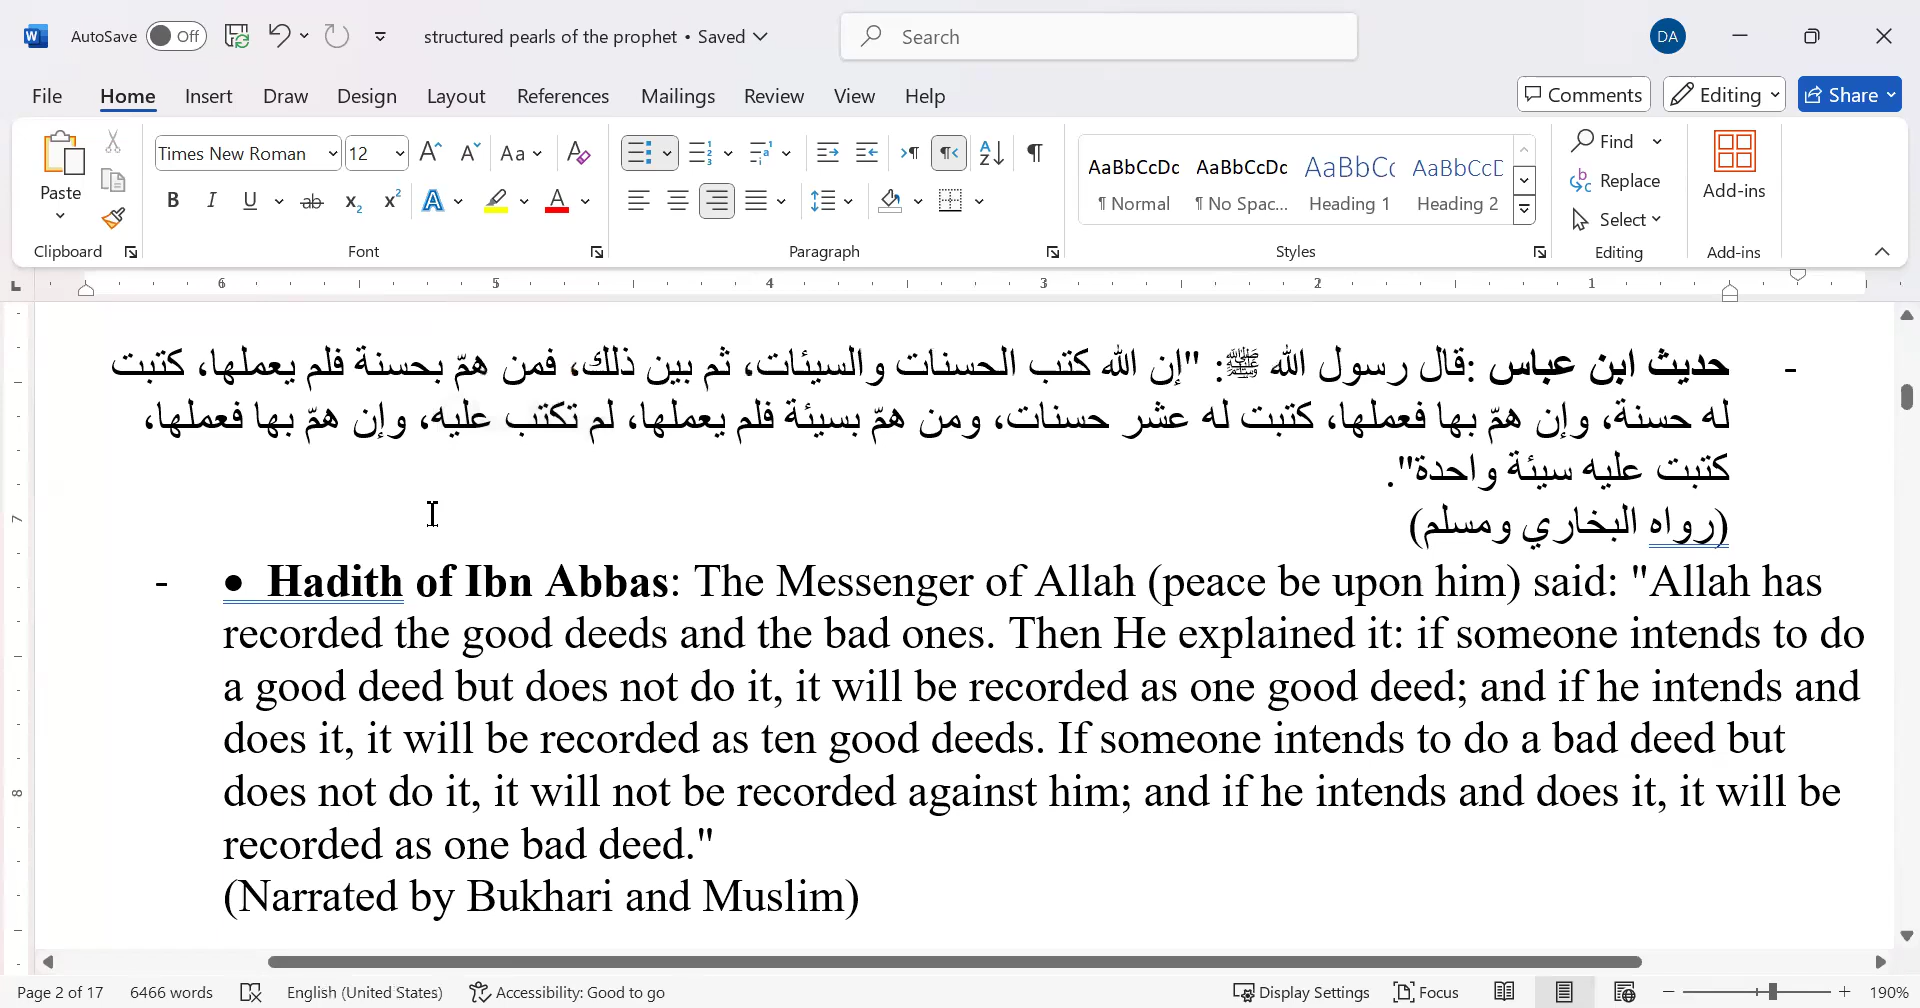 AutoSave Off structured pearls of the prophet • Saved Search DA
File Home Insert Draw Design Layout References Mailings Review View Help Comments Editing Share
Times New Roman 12 Aa AaBbCcDc AaBbCcDc AaBbCc AaBbCcD Find
Paste ¶ Normal ¶ No Spac... Heading 1 Heading 2 Replace Add-ins
Select
Clipboard Font Paragraph Styles Editing Add-ins
6 5 4 3 2 1
- حديث ابن عباس :قال رسول الله ﷺ: "إن الله كتب الحسنات والسيئات، ثم بين ذلك، فمن همّ بحسنة فلم يعملها، كتبت
له حسنة، وإن همّ بها فعملها، كتبت له عشر حسنات، ومن همّ بسيئة فلم يعملها، لم تكتب عليه، وإن همّ بها فعملها،
كتبت عليه سيئة واحدة".
(رواه البخاري ومسلم)
7
- • Hadith of Ibn Abbas: The Messenger of Allah (peace be upon him) said: "Allah has
recorded the good deeds and the bad ones. Then He explained it: if someone intends to do
a good deed but does not do it, it will be recorded as one good deed; and if he intends and
does it, it will be recorded as ten good deeds. If someone intends to do a bad deed but
8
does not do it, it will not be recorded against him; and if he intends and does it, it will be
recorded as one bad deed."
(Narrated by Bukhari and Muslim)
Page 2 of 17 6466 words English (United States) Accessibility: Good to go Display Settings Focus 190%